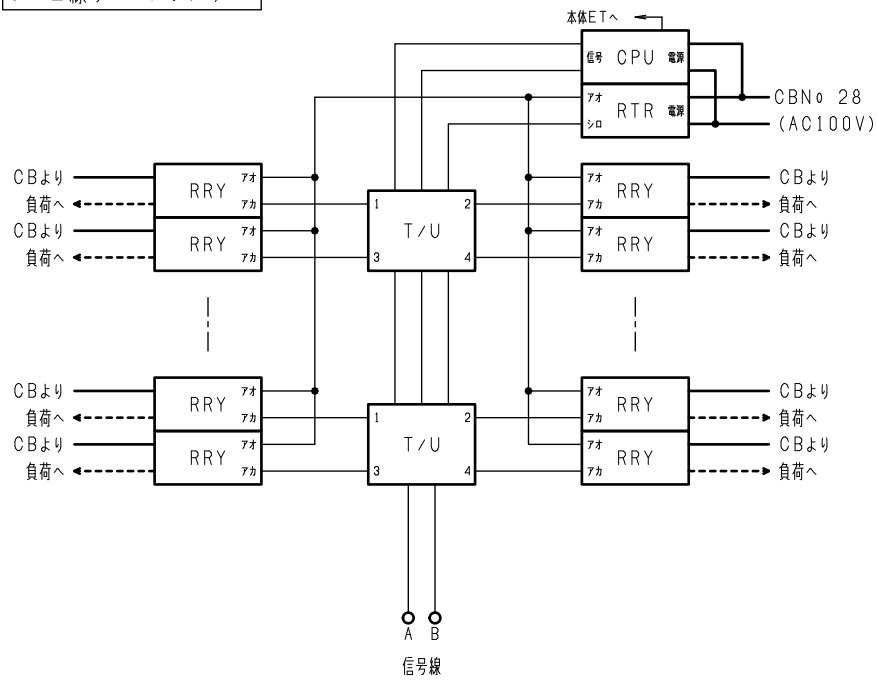 本体ETへ
信号 CPU 電源
アオ RTR 電源
シロ
CBNo 28
(AC100V)
CBより RRY アオ
負荷へ アカ
CBより RRY アオ
負荷へ アカ
1 2
T/U
3 4
アオ RRY CBより
アカ 負荷へ
アオ RRY CBより
アカ 負荷へ
CBより RRY アオ
負荷へ アカ
CBより RRY アオ
負荷へ アカ
1 2
T/U
3 4
アオ RRY CBより
アカ 負荷へ
アオ RRY CBより
アカ 負荷へ
A B
信号線